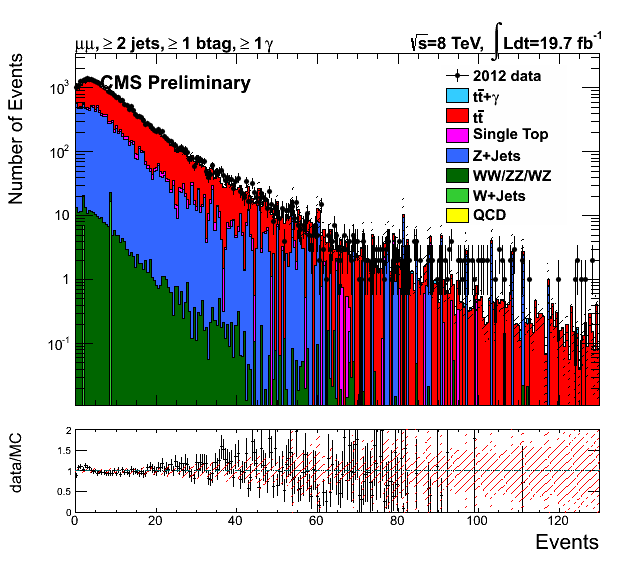 μμ, ≥ 2 jets, ≥ 1 btag, ≥ 1 γ
√s=8 TeV, ∫Ldt=19.7 fb⁻¹
CMS Preliminary
2012 data
tt̄+γ
tt̄
Single Top
Z+Jets
WW/ZZ/WZ
W+Jets
QCD
Number of Events
10³
10²
10
1
10⁻¹
data/MC
2
1.5
1
0.5
0
0 20 40 60 80 100 120
Events